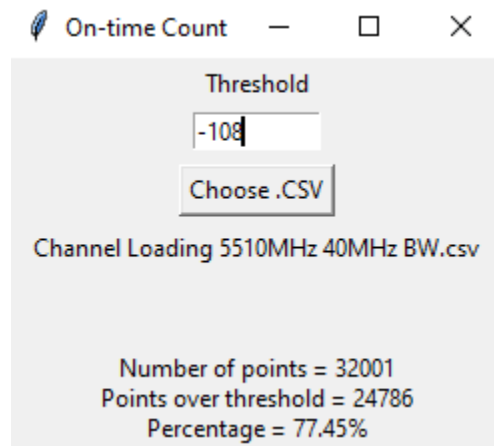 On-time Count
Threshold
-108
Choose .CSV
Channel Loading 5510MHz 40MHz BW.csv
Number of points = 32001
Points over threshold = 24786
Percentage = 77.45%